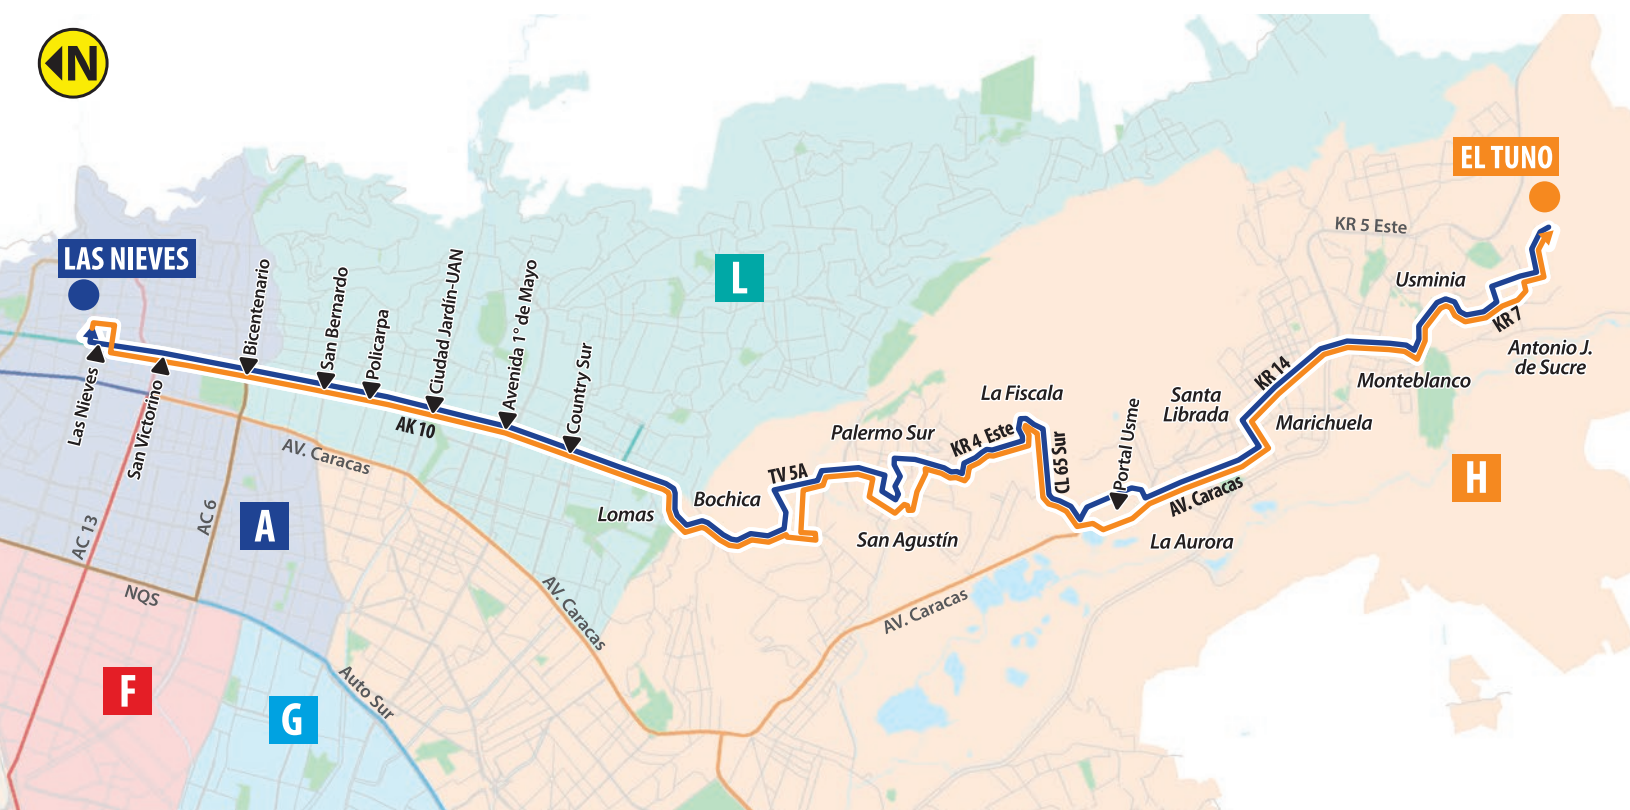 N
LAS NIEVES
EL TUNO
KR 5 Este
Usminia
KR 7
Antonio J.
de Sucre
Monteblanco
KR 14
Marichuela
Santa
Librada
H
La Aurora
AV. Caracas
Portal Usme
CL 65 Sur
La Fiscala
KR 4 Este
Palermo Sur
San Agustín
TV 5A
Bochica
Lomas
L
Country Sur
Avenida 1° de Mayo
Ciudad Jardín-UAN
Policarpa
San Bernardo
Bicentenario
San Victorino
Las Nieves
AK 10
AV. Caracas
AV. Caracas
AV. Caracas
AC 6
AC 13
A
NQS
Auto Sur
F
G